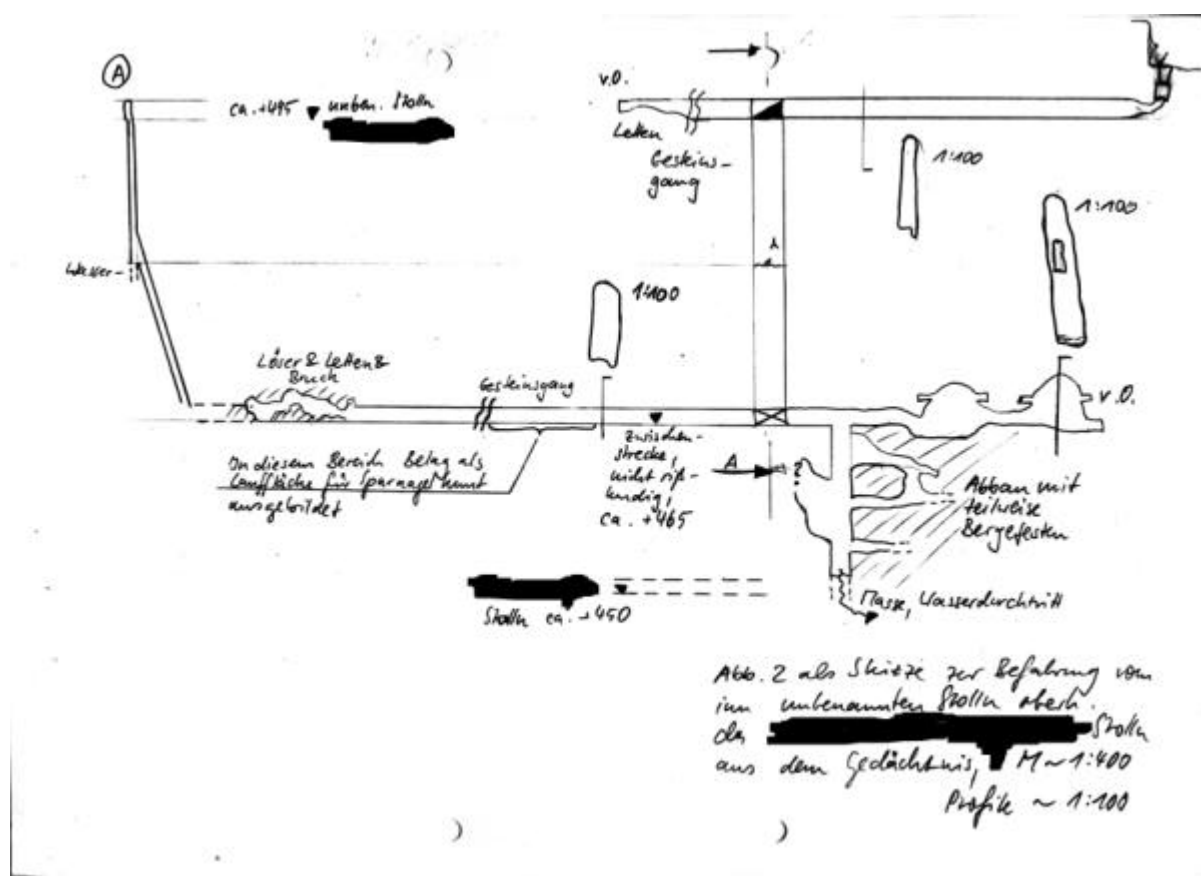 A
ca. +495 unben. Stolln
v.O.
Letten
Gesteins-
gang
1:100
1:100
Wasser
1:100
Löser & Letten &
Bruch
Gesteinsgang
v.O.
In diesem Bereich Belag als
Lauffläche für
ausgebildet
Zwischen-
strecke,
nicht riß-
kundig,
ca. +465
A
?
Abbau mit
teilweise
Bergefesten
Stolln ca. +450
Nasse, Wasserdurchtritt
Abb. 2 als Skizze zur Befahrung vom
im unbenannten Stolln oberh.
des Stolln
aus dem Gedächtnis, M ~ 1:400
Profile ~ 1:100